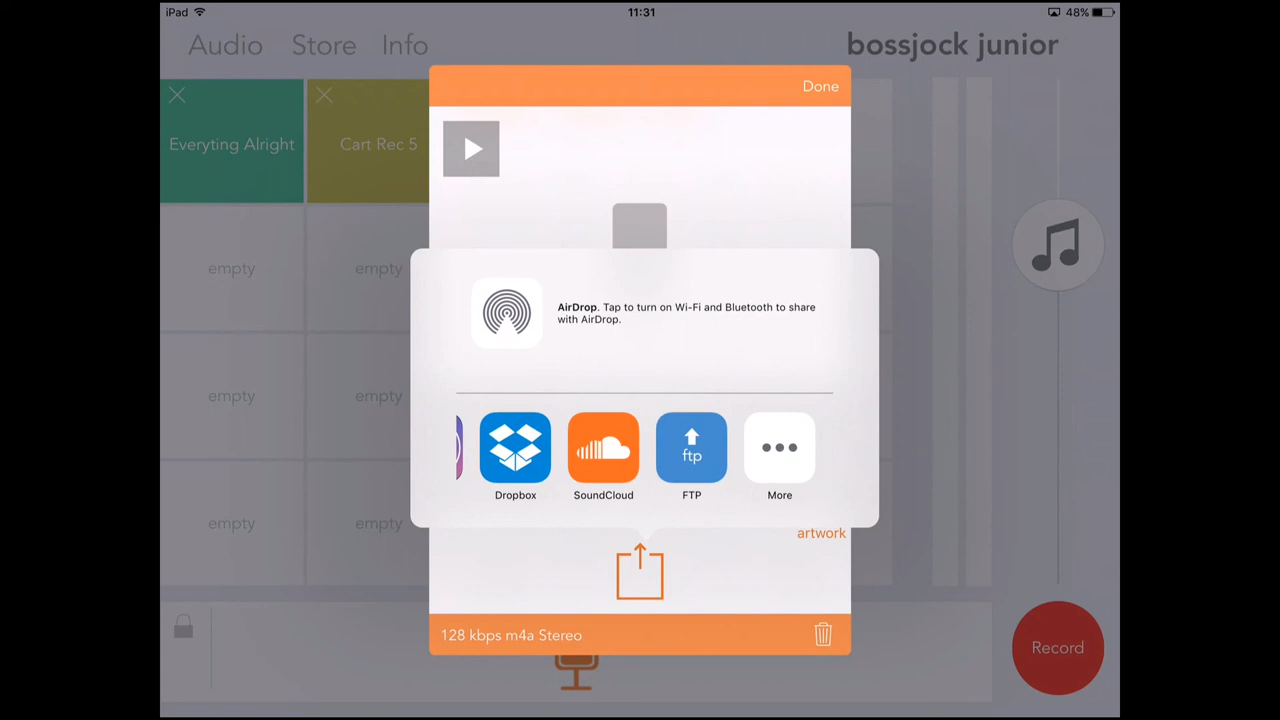 iPad
11:31
48%
Audio
Store
Info
bossjock junior
Done
Everyting Alright
Cart Rec 5
empty
empty
AirDrop. Tap to turn on Wi-Fi and Bluetooth to share
with AirDrop.
empty
empty
ftp
Dropbox
SoundCloud
FTP
More
empty
empty
artwork
128 kbps m4a Stereo
Record